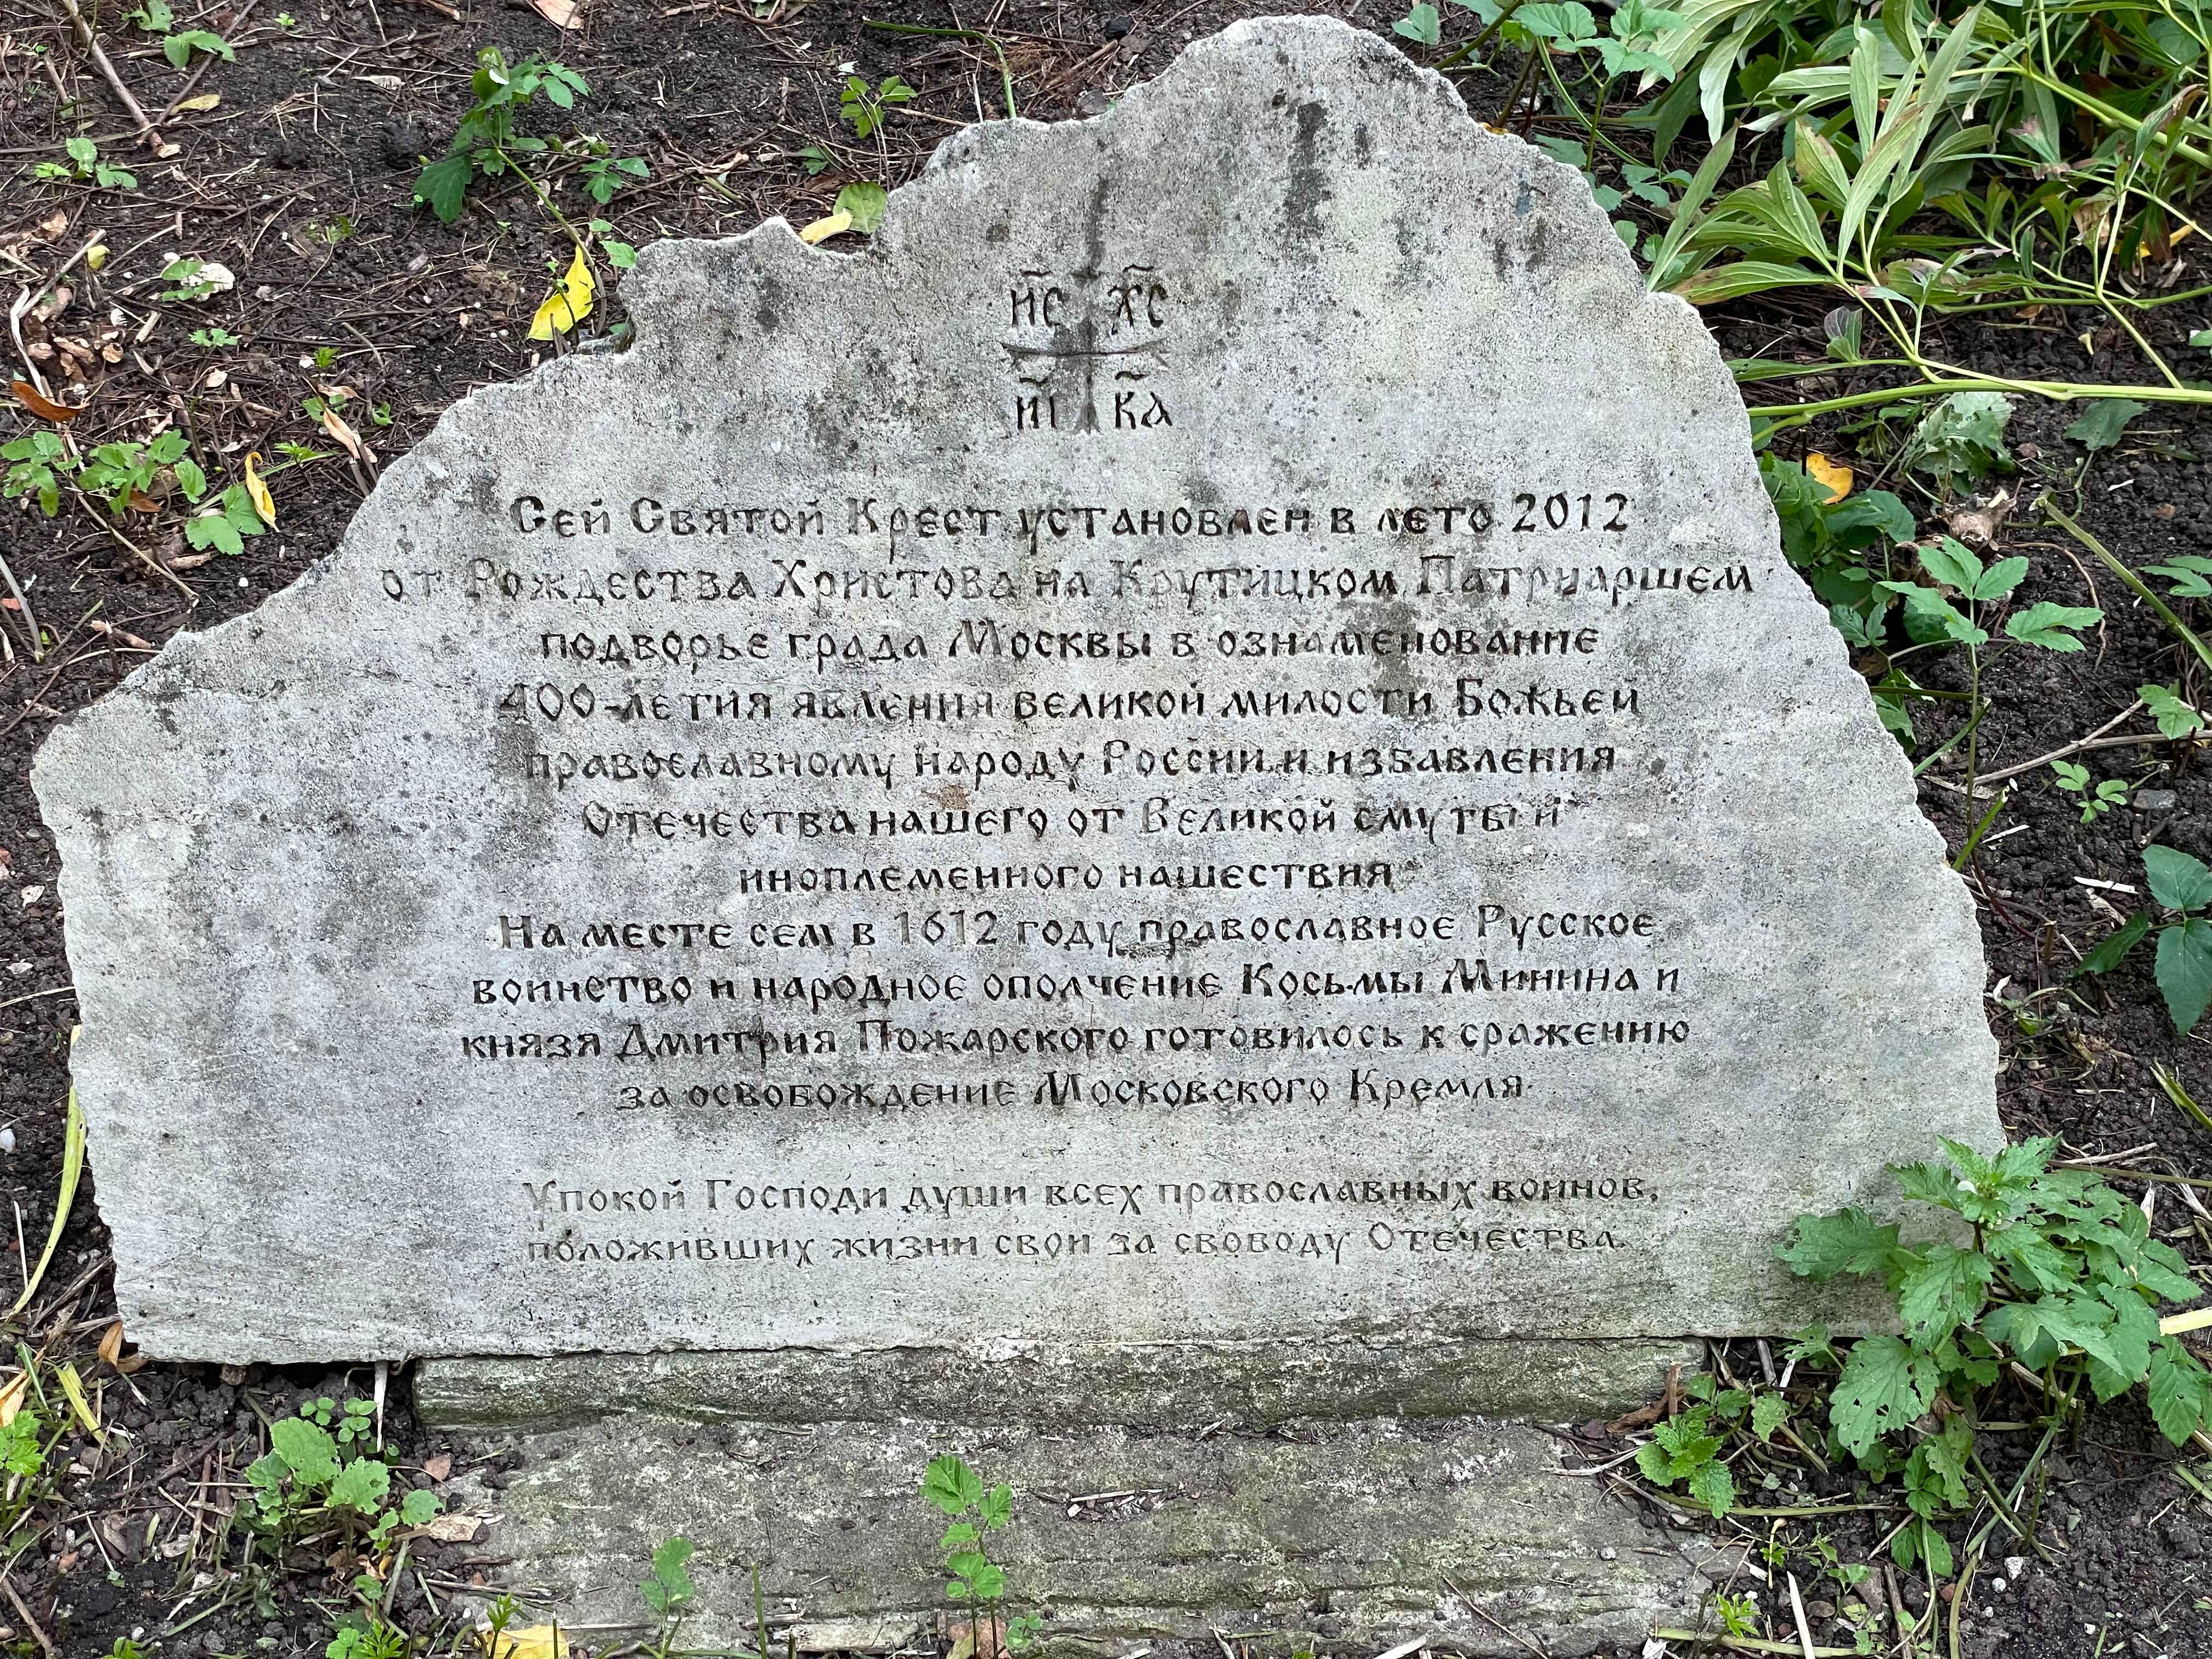 ИС ХС
НИ КА
Сей Святой Крест установлен в лето 2012
от Рождества Христова на Крутицком Патриаршем
подворье града Москвы в ознаменование
400-летия явления великой милости Божьей
православному народу России и избавления
Отечества нашего от Великой смуты и
иноплеменного нашествия
На месте сем в 1612 году православное Русское
воинство и народное ополчение Косьмы Минина и
князя Дмитрия Пожарского готовилось к сражению
за освобождение Московского Кремля
Упокой Господи души всех православных воинов,
положивших жизни свои за свободу Отечества.